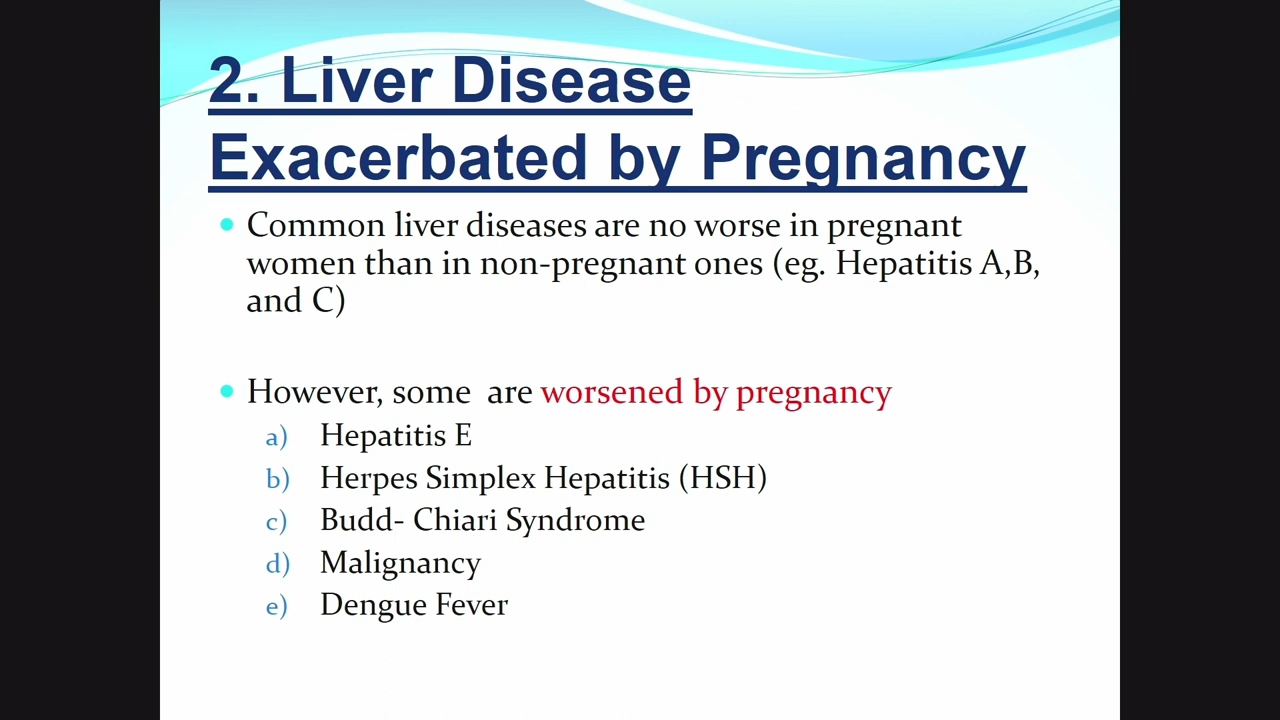 2. Liver Disease
Exacerbated by Pregnancy
• Common liver diseases are no worse in pregnant
women than in non-pregnant ones (eg. Hepatitis A,B,
and C)
• However, some are worsened by pregnancy
a) Hepatitis E
b) Herpes Simplex Hepatitis (HSH)
c) Budd- Chiari Syndrome
d) Malignancy
e) Dengue Fever